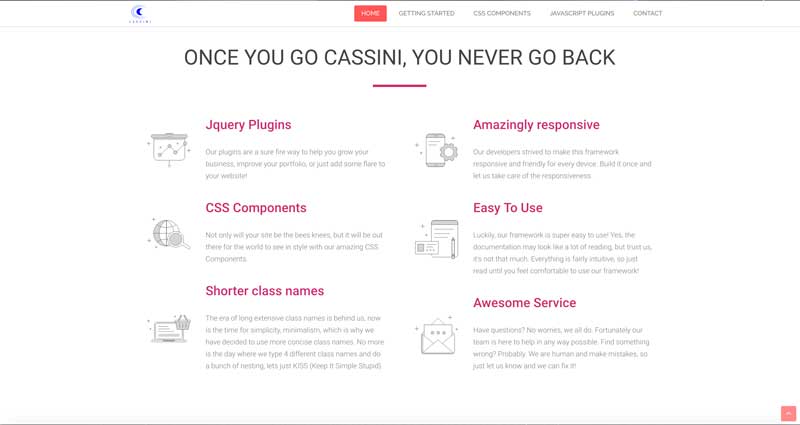 CASSINI
HOME GETTING STARTED CSS COMPONENTS JAVASCRIPT PLUGINS CONTACT
ONCE YOU GO CASSINI, YOU NEVER GO BACK
Jquery Plugins
Our plugins are a sure fire way to help you grow your
business, improve your portfolio, or just add some flare to
your website!
CSS Components
Not only will your site be the bees knees, but it will be out
there for the world to see in style with our amazing CSS
Components.
Shorter class names
The era of long extensive class names is behind us, now
is the time for simplicity, minimalism, which is why we
have decided to use more concise class names. No more
is the day where we type 4 different class names and do
a bunch of nesting, lets just KISS (Keep It Simple Stupid)
Amazingly responsive
Our developers strived to make this framework
responsive and friendly for every device. Build it once and
let us take care of the responsiveness
Easy To Use
Luckily, our framework is super easy to use! Yes, the
documentation may look like a lot of reading, but trust us,
it's not that much. Everything is fairly intuitive, so just
read until you feel comfortable to use our framework!
Awesome Service
Have questions? No worries, we all do. Fortunately our
team is here to help in any way possible. Find something
wrong? Probably. We are human and make mistakes, so
just let us know and we can fix it!